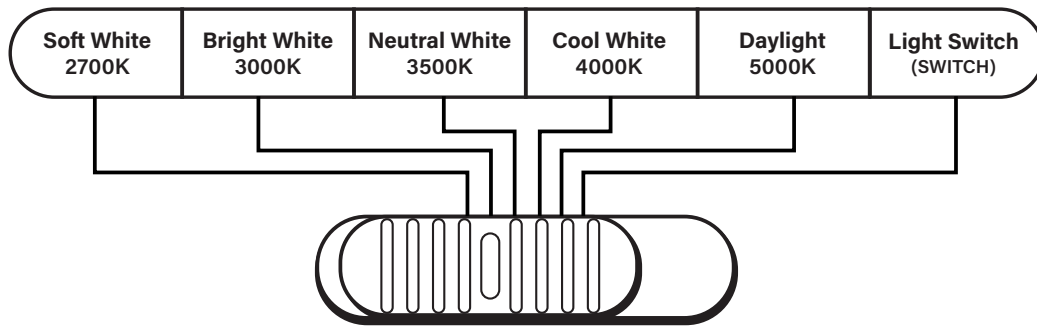 Soft White
2700K
Bright White
3000K
Neutral White
3500K
Cool White
4000K
Daylight
5000K
Light Switch
(SWITCH)